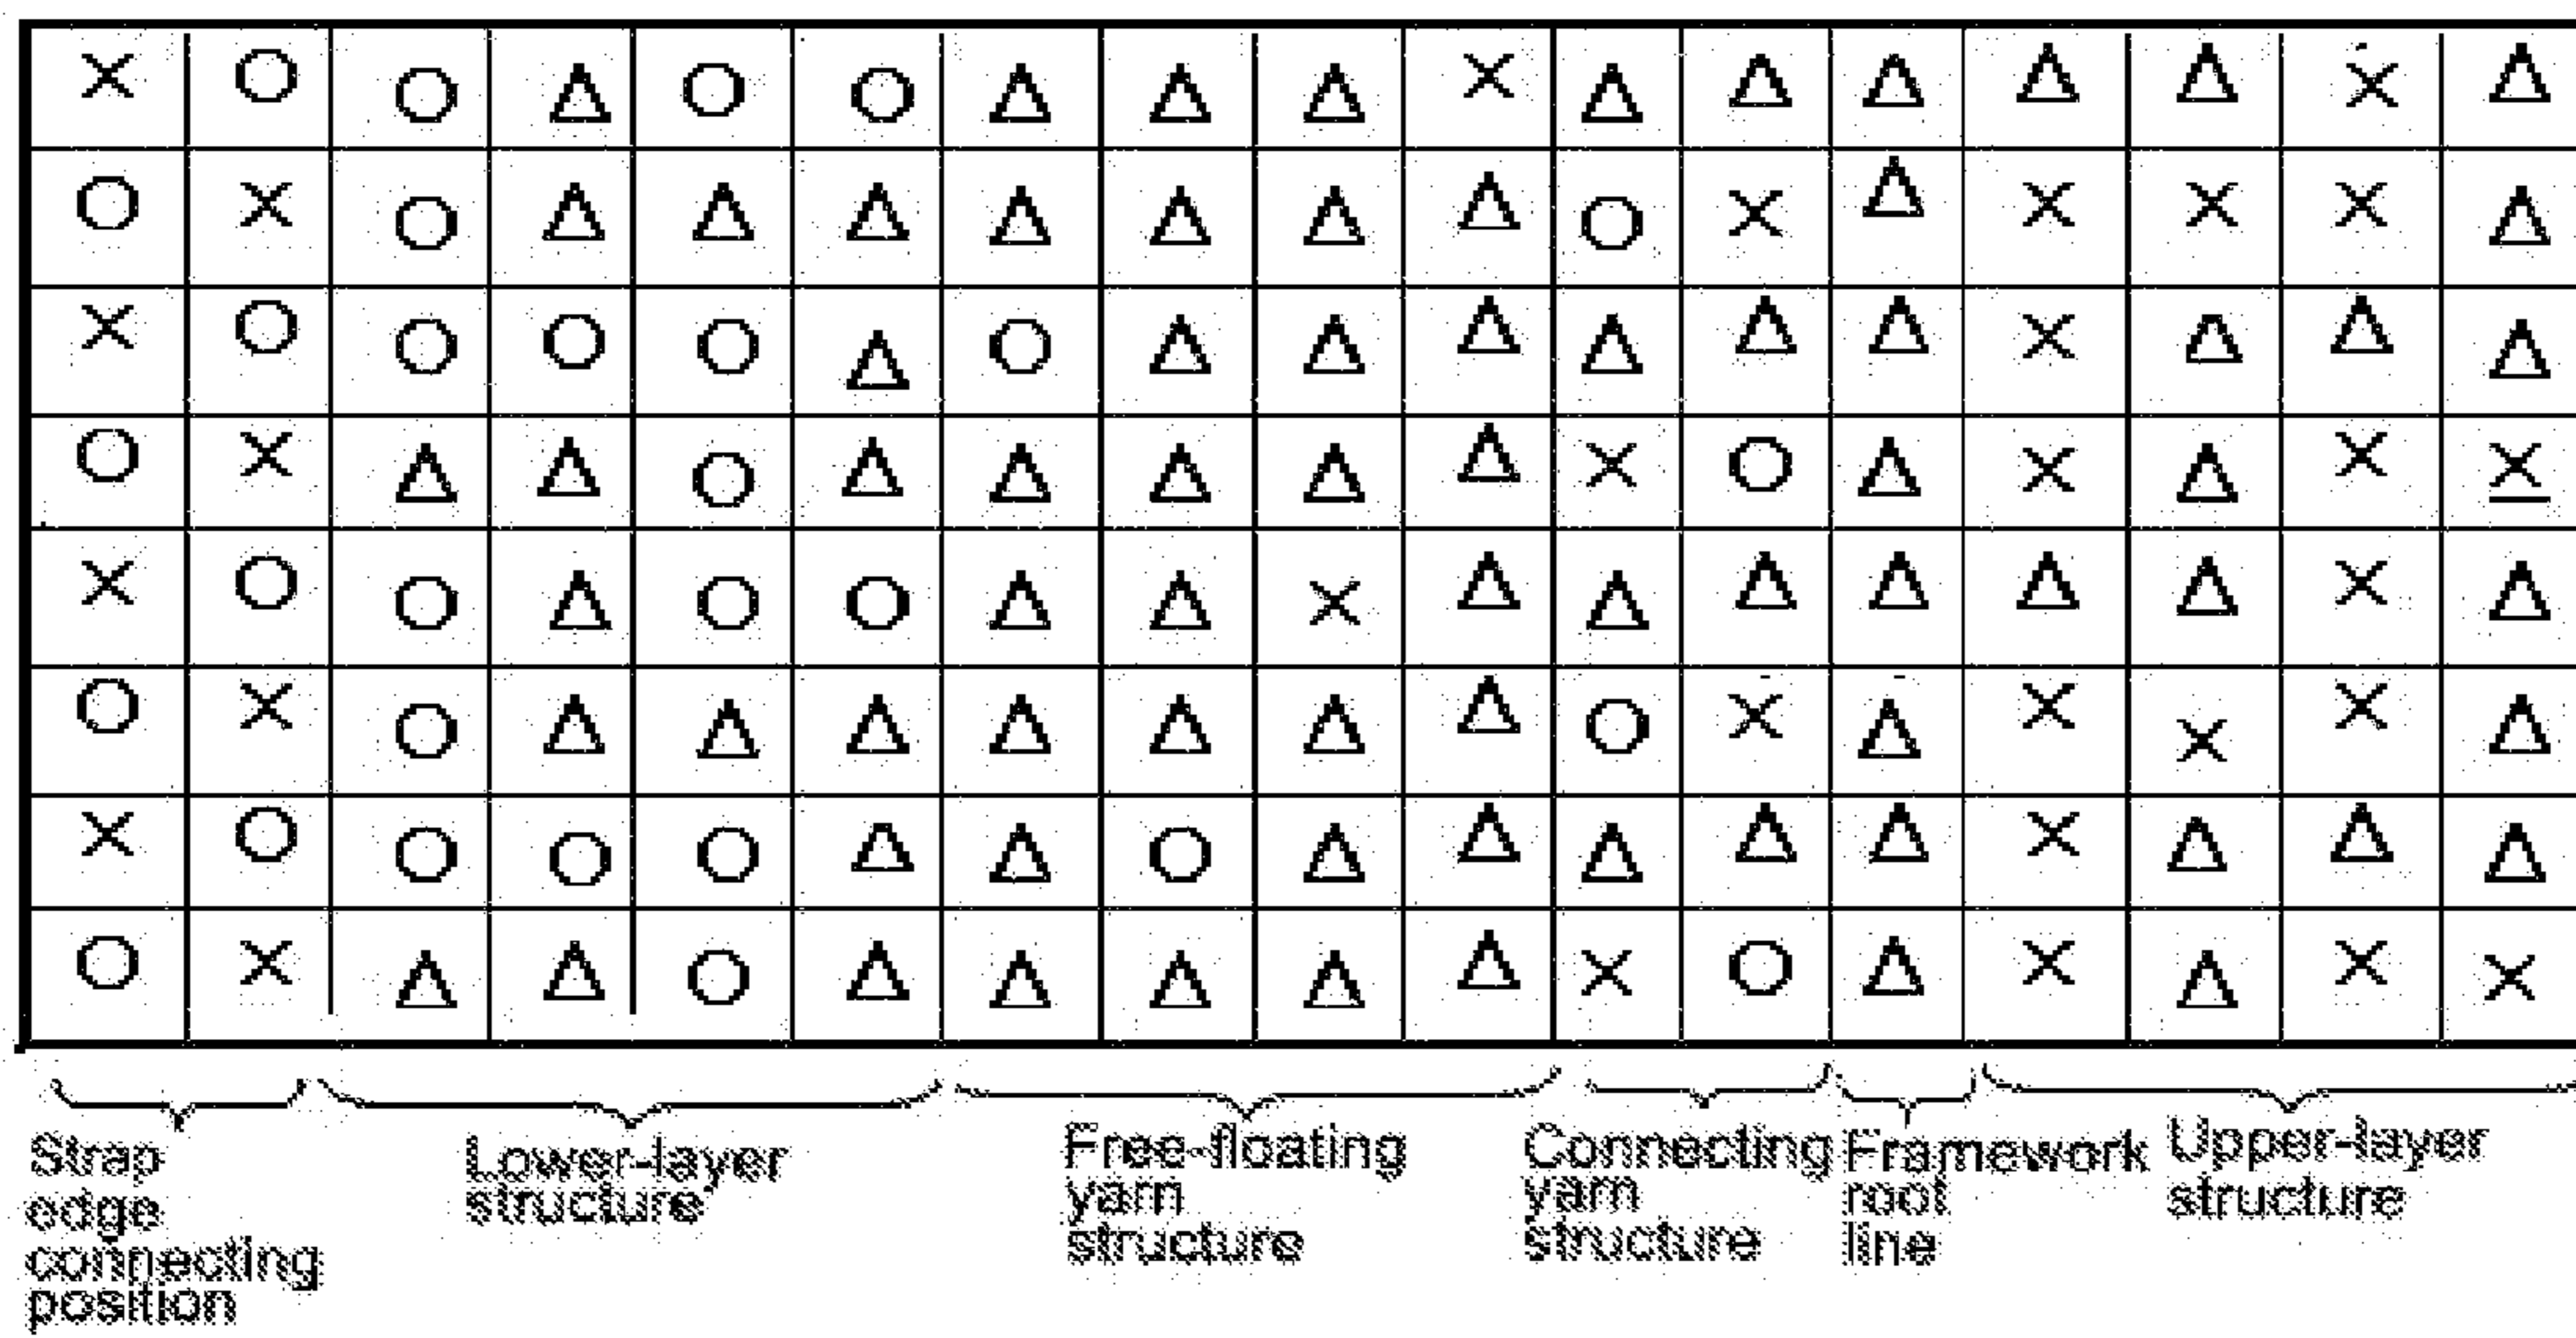 × ○ ○ △ ○ ○ △ △ △ × △ △ △ △ △ × △
○ × ○ △ △ △ △ △ △ △ ○ × △ × × × △
× ○ ○ ○ ○ △ ○ △ △ △ △ △ △ × △ △ △
○ × △ △ ○ △ △ △ △ △ × ○ △ × △ × ×
× ○ ○ △ ○ ○ △ △ × △ △ △ △ △ △ × △
○ × ○ △ △ △ △ △ △ △ ○ × △ × × × △
× ○ ○ ○ ○ △ △ ○ △ △ △ △ △ × △ △ △
○ × △ △ ○ △ △ △ △ △ × ○ △ × △ × ×
Strap
edge
connecting
position
Lower-layer
structure
Free-floating
yarn
structure
Connecting
yarn
structure
Framework
root
line
Upper-layer
structure